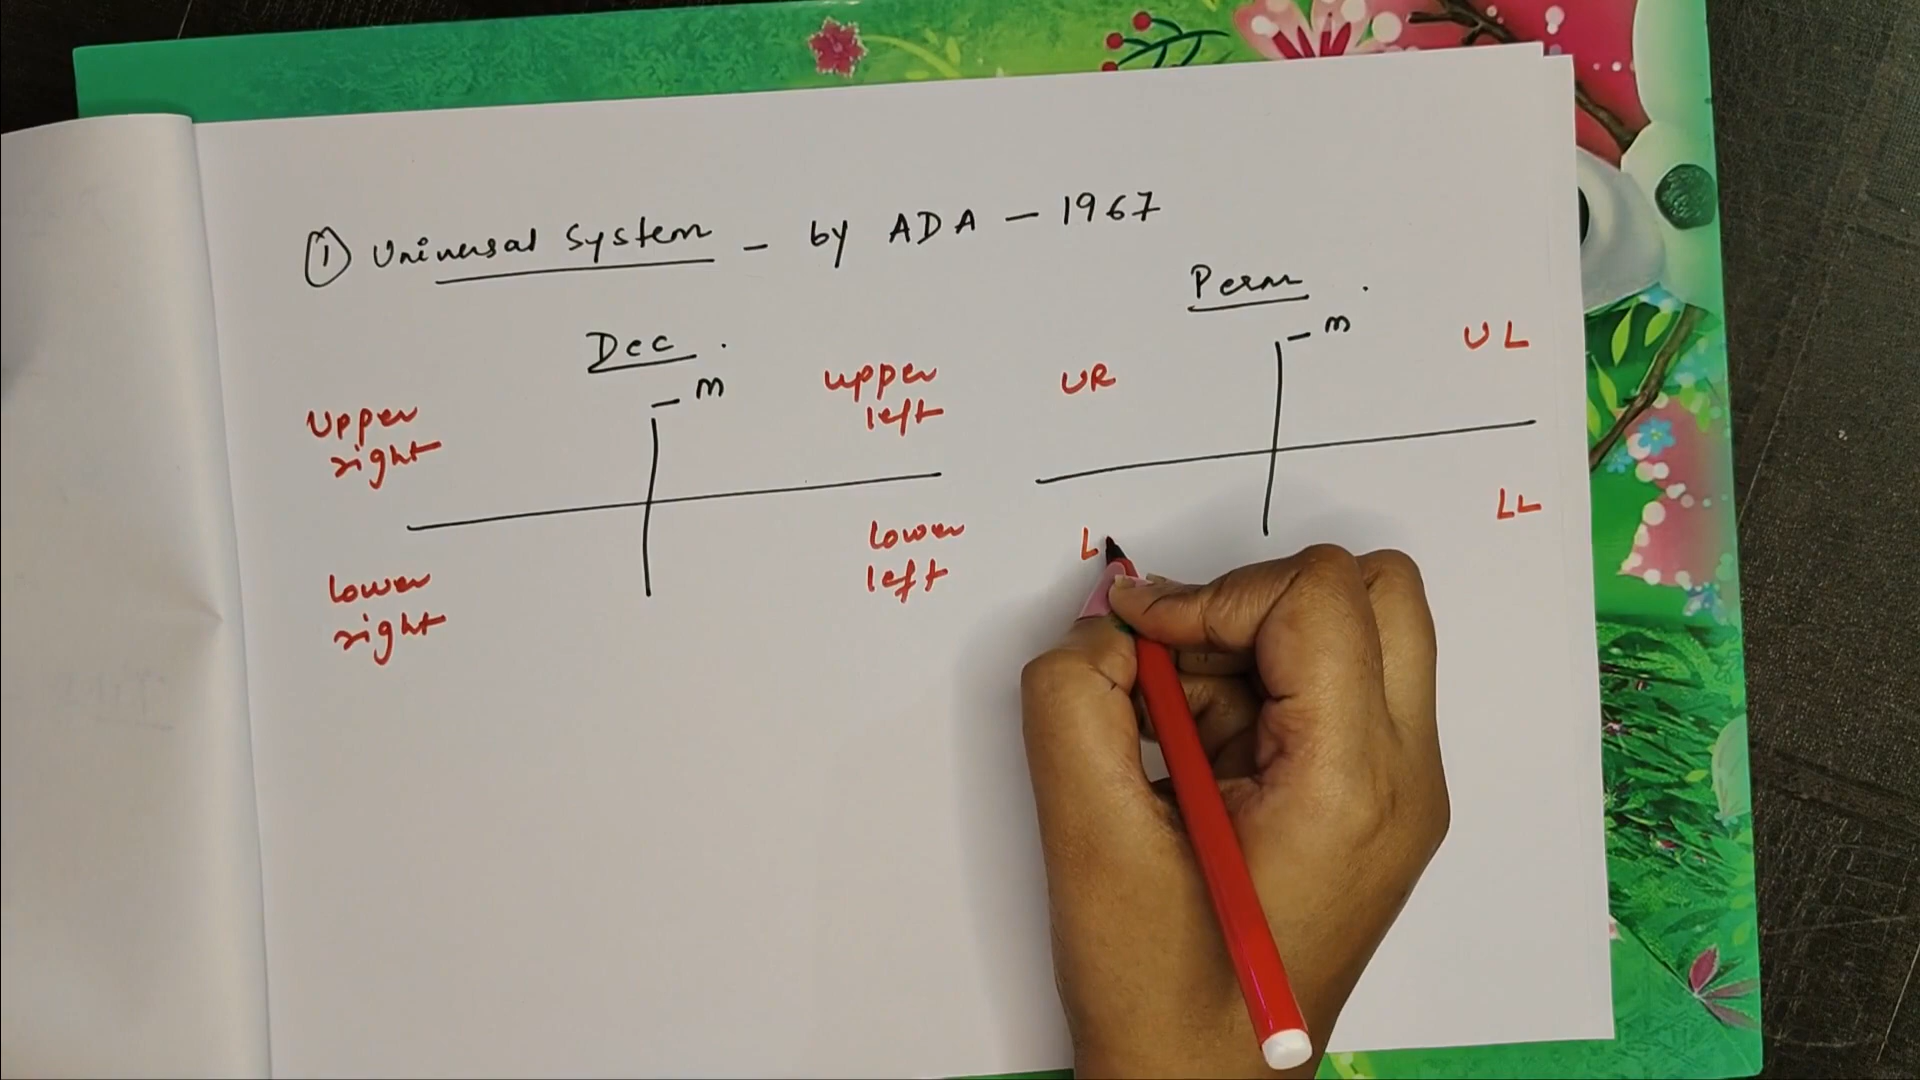 ① Universal System - by ADA - 1967
Dec.
Perm.
m
m
Upper
right
upper
left
UR
UL
Lower
right
Lower
left
L
LL